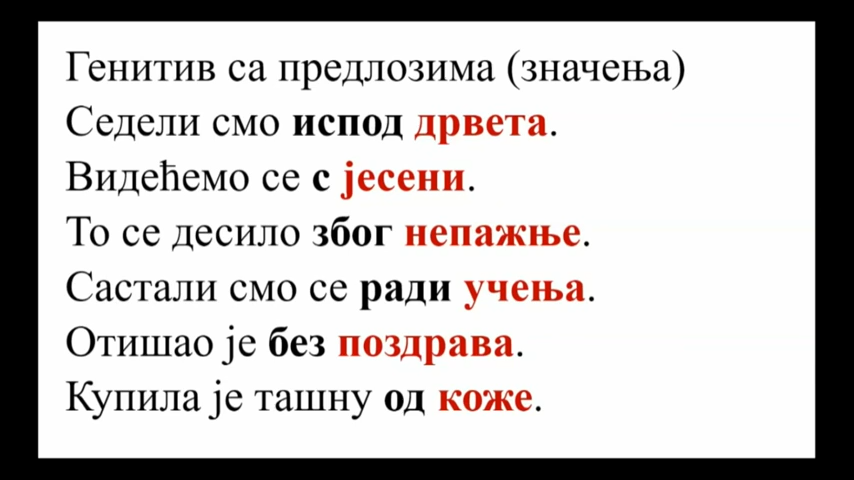 Генитив са предлозима (значења)
Седели смо испод дрвета.
Видећемо се с јесени.
То се десило због непажње.
Састали смо се ради учења.
Отишао је без поздрава.
Купила је ташну од коже.